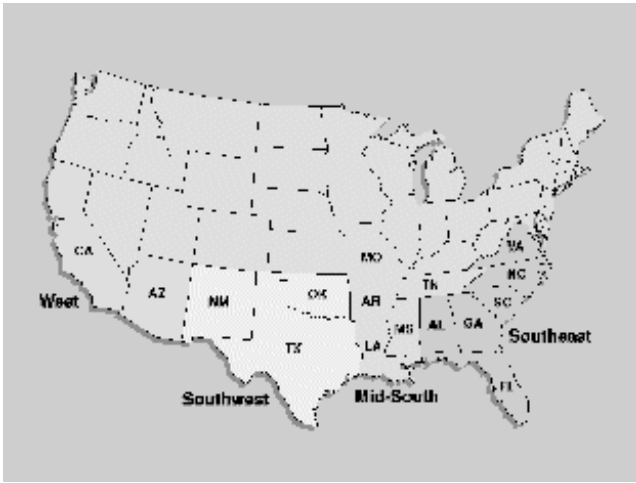 VA
CA
MO
NC
TN
AZ
NM
OK
AR
SC
West
MS
AL
GA
Southeast
TX
LA
FL
Southwest
Mid-South